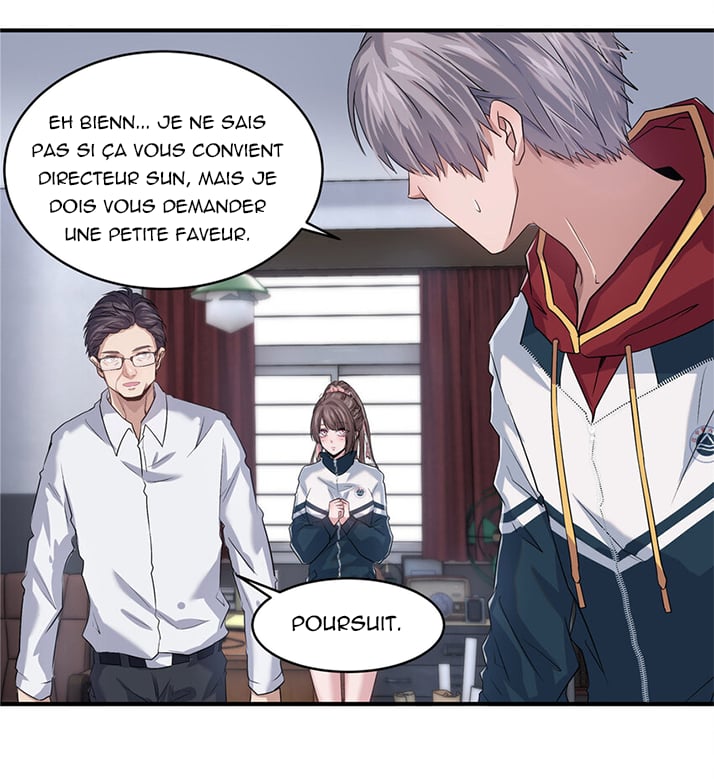 EH BIENN... JE NE SAIS
PAS SI ÇA VOUS CONVIENT
DIRECTEUR SUN, MAIS JE
DOIS VOUS DEMANDER
UNE PETITE FAVEUR.
POURSUIT.